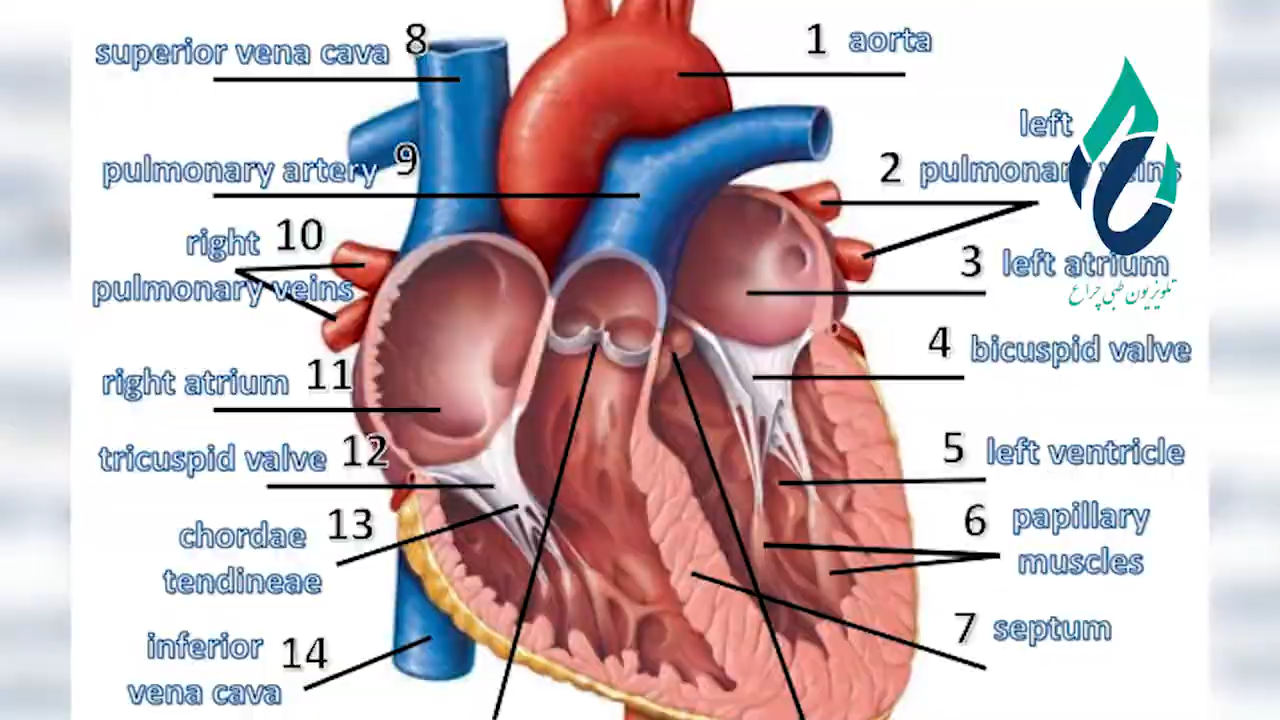 superior vena cava 8
1 aorta
left
2 pulmonary veins
pulmonary artery 9
right 10
pulmonary veins
3 left atrium
تلویزیون طبی چراغ
4 bicuspid valve
right atrium 11
tricuspid valve 12
5 left ventricle
chordae 13
tendineae
6 papillary
muscles
7 septum
inferior 14
vena cava